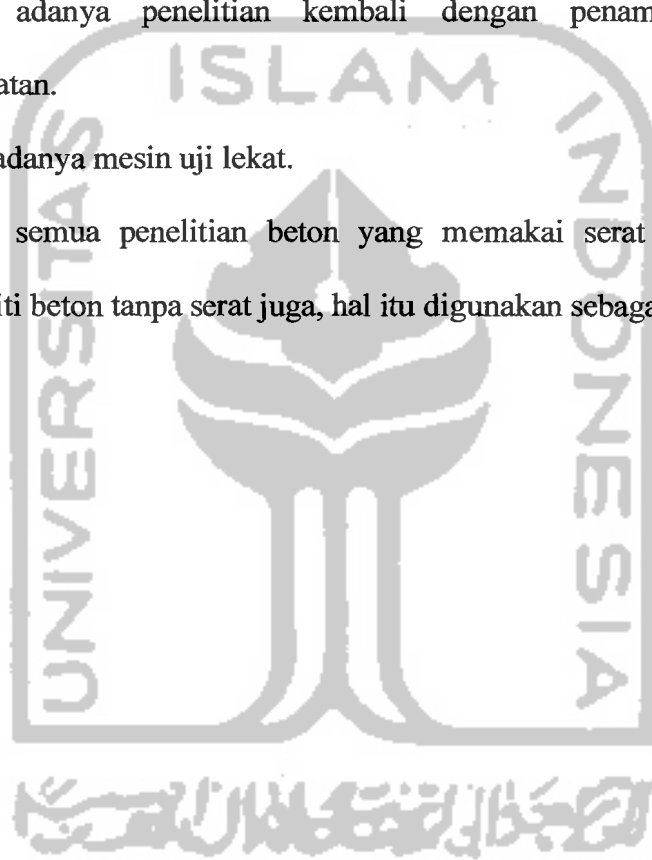 adanya penelitian kembali dengan penam
atan.
adanya mesin uji lekat.
semua penelitian beton yang memakai serat
iti beton tanpa serat juga, hal itu digunakan sebaga
ISLAM
UNIVERSITAS
INDONESIA